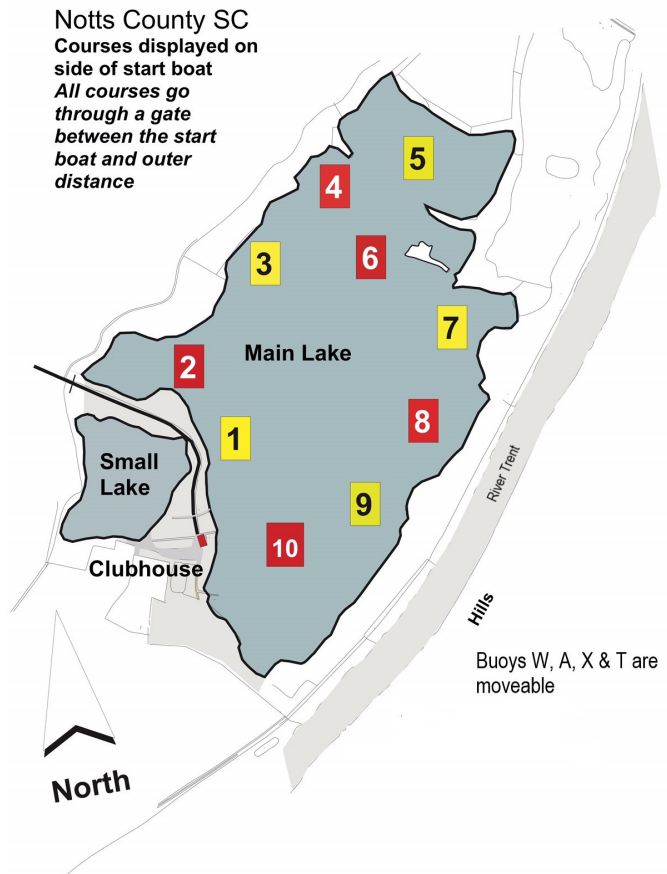 Notts County SC
Courses displayed on
side of start boat
All courses go
through a gate
between the start
boat and outer
distance
5
4
6
3
7
Main Lake
2
8
1
Small
Lake
9
River Trent
10
Clubhouse
Hills
Buoys W, A, X & T are
moveable
North